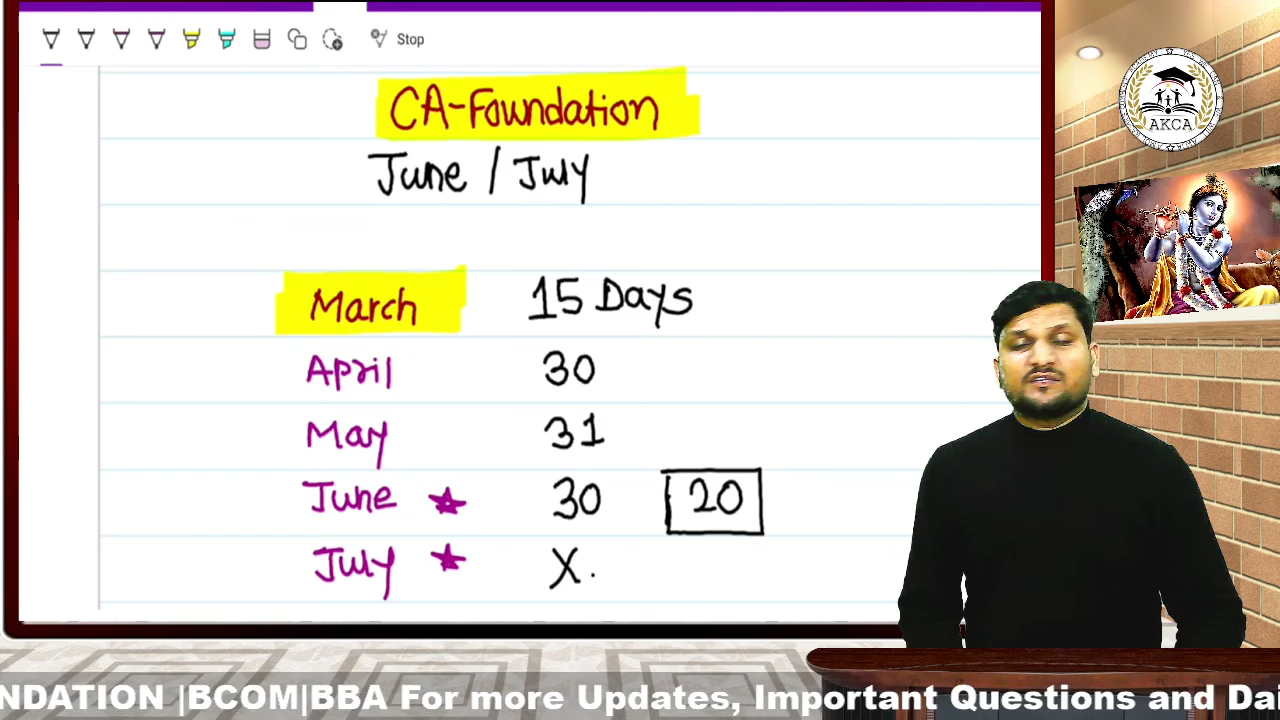 Stop
CA-Foundation
June / July
March 15 Days
April 30
May 31
June ★ 30 20
July ★ X.
AKCA
NDATION |BCOM|BBA For more Updates, Important Questions and Dai